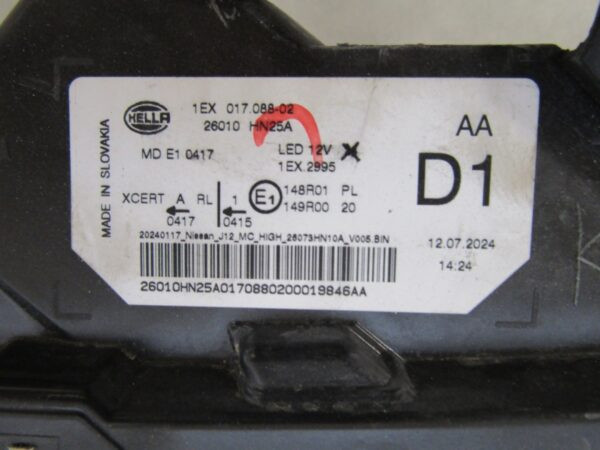 HELLA
1EX 017.088-02
26010 HN25A
AA
MADE IN SLOVAKIA
MD E1 0417
LED 12V X
1EX.2995
D1
XCERT A RL 1 E1 148R01 PL
0417 0415 149R00 20
20240117_Nissan_J12_MC_HIGH_26073HN10A_V005.BIN
12.07.2024
14:24
26010HN25A0170880200019846AA